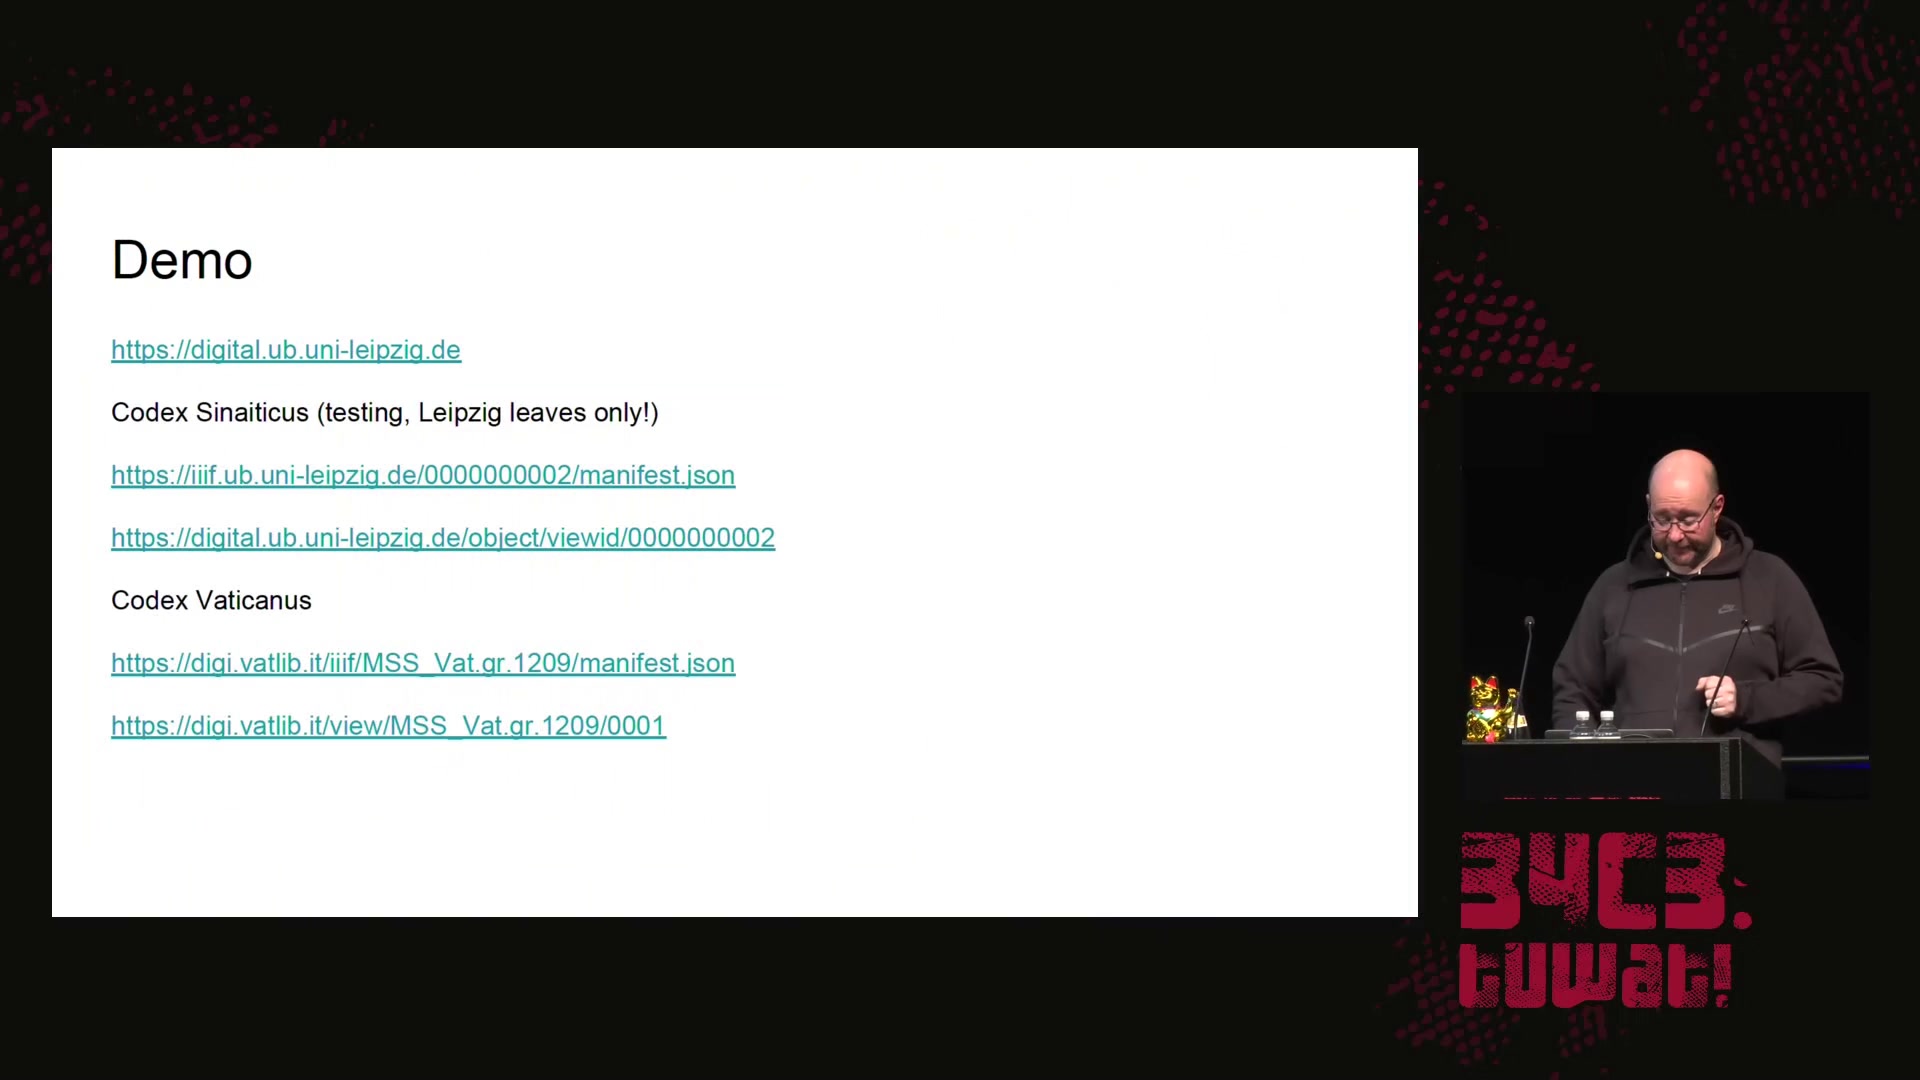 Demo
https://digital.ub.uni-leipzig.de
Codex Sinaiticus (testing, Leipzig leaves only!)
https://iiif.ub.uni-leipzig.de/0000000002/manifest.json
https://digital.ub.uni-leipzig.de/object/viewid/0000000002
Codex Vaticanus
https://digi.vatlib.it/iiif/MSS_Vat.gr.1209/manifest.json
https://digi.vatlib.it/view/MSS_Vat.gr.1209/0001
34C3.
tuwat!